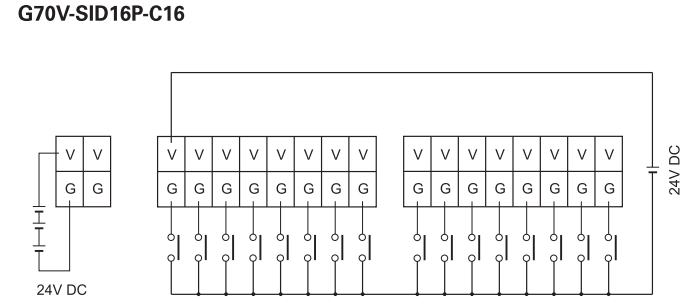 G70V-SID16P-C16
V V V V V V V V V V V V V V V V V V
G G G G G G G G G G G G G G G G G G
24V DC
24V DC